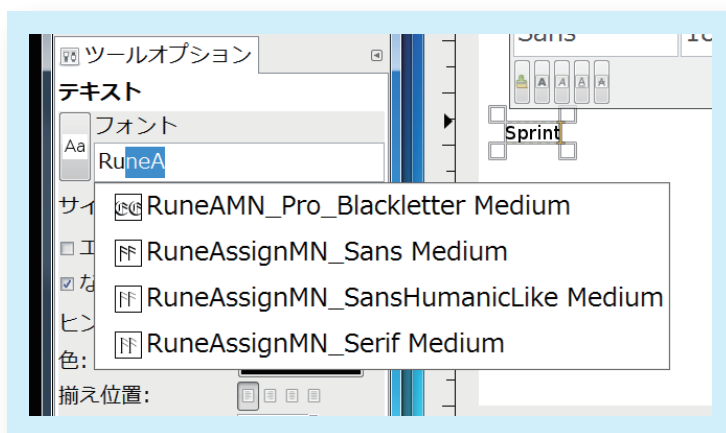 ツールオプション
テキスト
フォント
Aa
RuneA
RuneAMN_Pro_Blackletter Medium
RuneAssignMN_Sans Medium
RuneAssignMN_SansHumanicLike Medium
RuneAssignMN_Serif Medium
サイ
エ
な
ヒン
色:
揃え位置:
Sans
Sprint